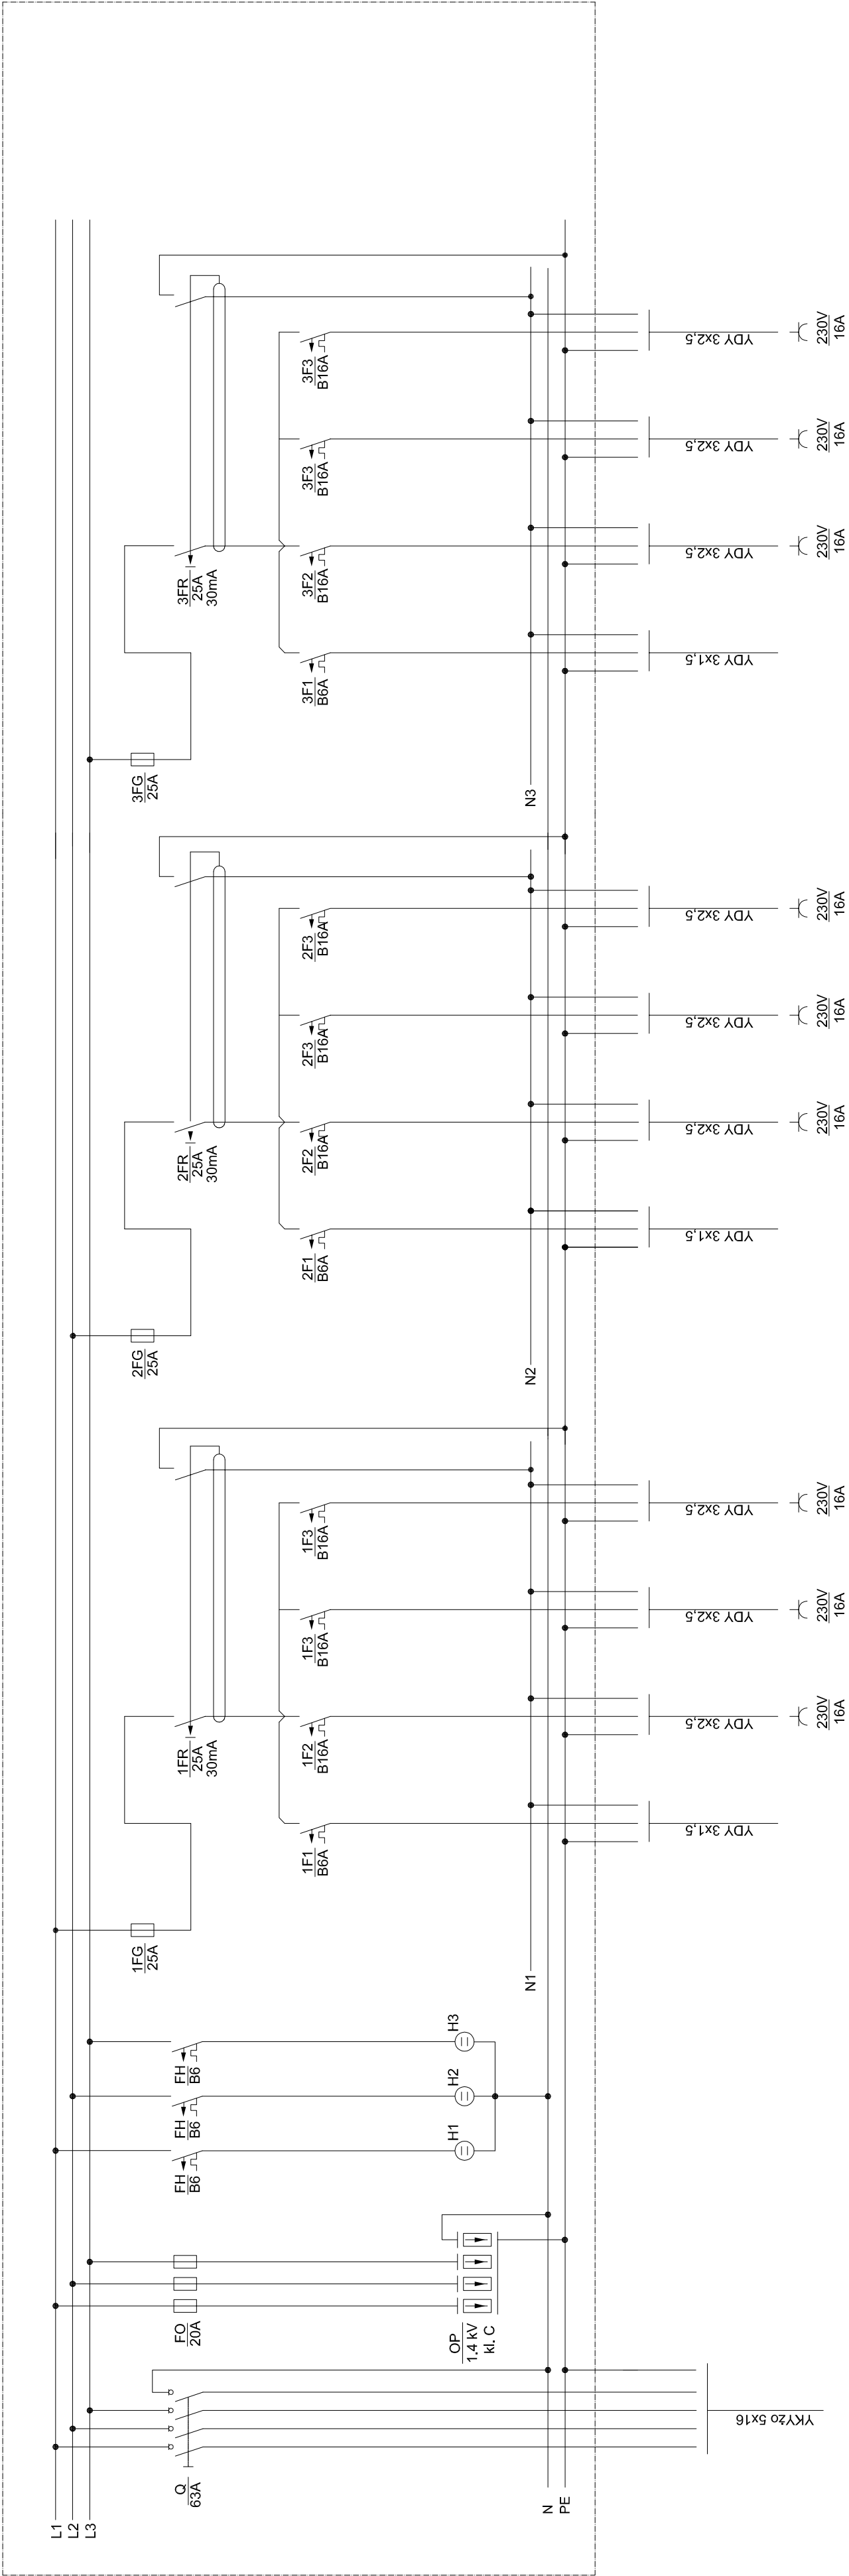 L1
L2
L3
Q
63A
N
PE
YKYżo 5x16
FO
20A
OP
1.4 kV
kl. C
FH
B6
FH
B6
FH
B6
H1
H2
H3
1FG
25A
N1
1FR
25A
30mA
1F1
B6A
1F2
B16A
1F3
B16A
1F3
B16A
YDY 3x1,5
YDY 3x2,5
YDY 3x2,5
YDY 3x2,5
230V
16A
230V
16A
230V
16A
2FG
25A
N2
2FR
25A
30mA
2F1
B6A
2F2
B16A
2F3
B16A
2F3
B16A
YDY 3x1,5
YDY 3x2,5
YDY 3x2,5
YDY 3x2,5
230V
16A
230V
16A
230V
16A
3FG
25A
N3
3FR
25A
30mA
3F1
B6A
3F2
B16A
3F3
B16A
3F3
B16A
YDY 3x1,5
YDY 3x2,5
YDY 3x2,5
YDY 3x2,5
230V
16A
230V
16A
230V
16A